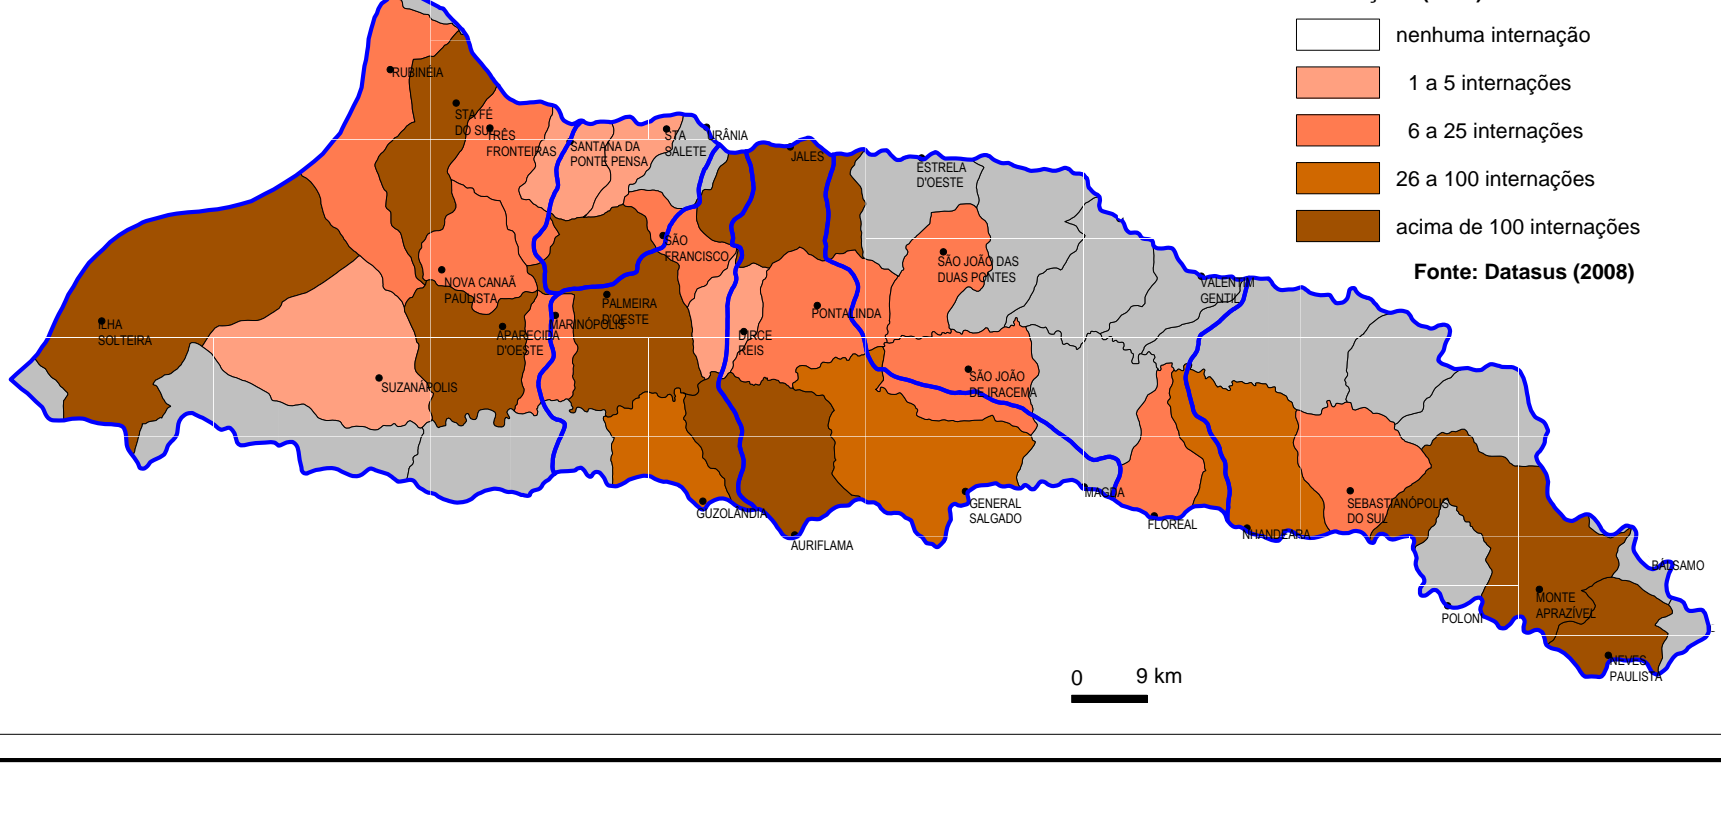 nenhuma internação
1 a 5 internações
6 a 25 internações
26 a 100 internações
acima de 100 internações
Fonte: Datasus (2008)
RUBINÉIA
STA FÉ
DO SUL
TRÊS
FRONTEIRAS
SANTANA DA
PONTE PENSA
STA
SALETE
URÂNIA
JALES
ESTRELA
D'OESTE
SÃO
FRANCISCO
SÃO JOÃO DAS
DUAS PONTES
NOVA CANAÃ
PAULISTA
VALENTIM
GENTIL
ILHA
SOLTEIRA
PALMEIRA
D'OESTE
MARINÓPOLIS
APARECIDA
D'OESTE
DIRCE
REIS
PONTALINDA
SUZANÁPOLIS
SÃO JOÃO
DE IRACEMA
GUZOLÂNDIA
AURIFLAMA
GENERAL
SALGADO
MAGDA
FLOREAL
NHANDEARA
SEBASTIANÓPOLIS
DO SUL
BÁLSAMO
POLONI
MONTE
APRAZÍVEL
NEVES
PAULISTA
0 9 km